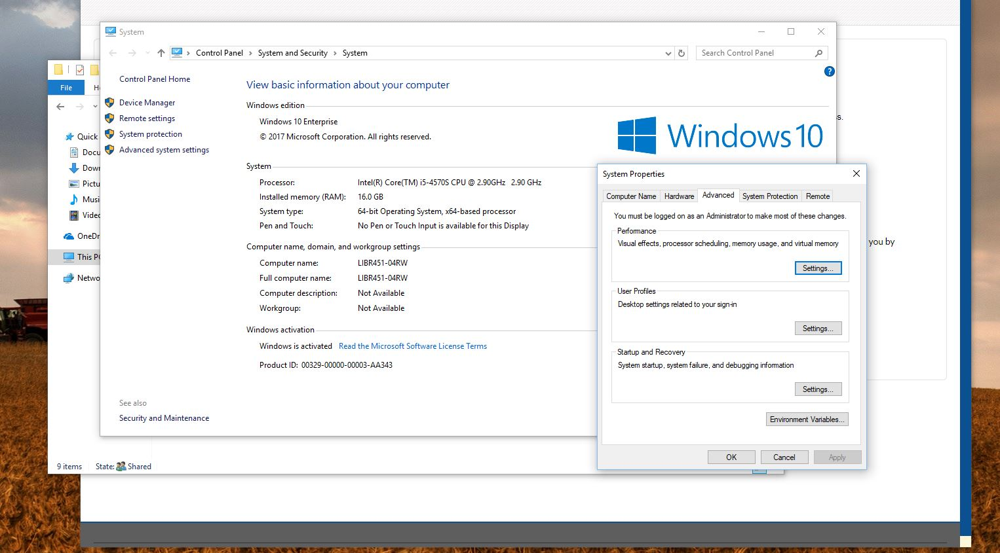 System
Control Panel > System and Security > System
Search Control Panel
File
Control Panel Home
Device Manager
Remote settings
System protection
Advanced system settings
See also
Security and Maintenance
Quick
OneDr
Netwo
9 items
State: Shared
View basic information about your computer
Windows edition
Windows 10 Enterprise
© 2017 Microsoft Corporation. All rights reserved.
Windows 10
System
Processor: Intel(R) Core(TM) i5-4570S CPU @ 2.90GHz 2.90 GHz
Installed memory (RAM): 16.0 GB
System type: 64-bit Operating System, x64-based processor
Pen and Touch: No Pen or Touch Input is available for this Display
Computer name, domain, and workgroup settings
Computer name: LIBR451-04RW
Full computer name: LIBR451-04RW
Computer description: Not Available
Workgroup: Not Available
Windows activation
Windows is activated Read the Microsoft Software License Terms
Product ID: 00329-00000-00003-AA343
System Properties
Computer Name Hardware Advanced System Protection Remote
You must be logged on as an Administrator to make most of these changes.
Performance
Visual effects, processor scheduling, memory usage, and virtual memory
Settings...
User Profiles
Desktop settings related to your sign-in
Settings...
Startup and Recovery
System startup, system failure, and debugging information
Settings...
Environment Variables...
OK Cancel Apply
s.
you by